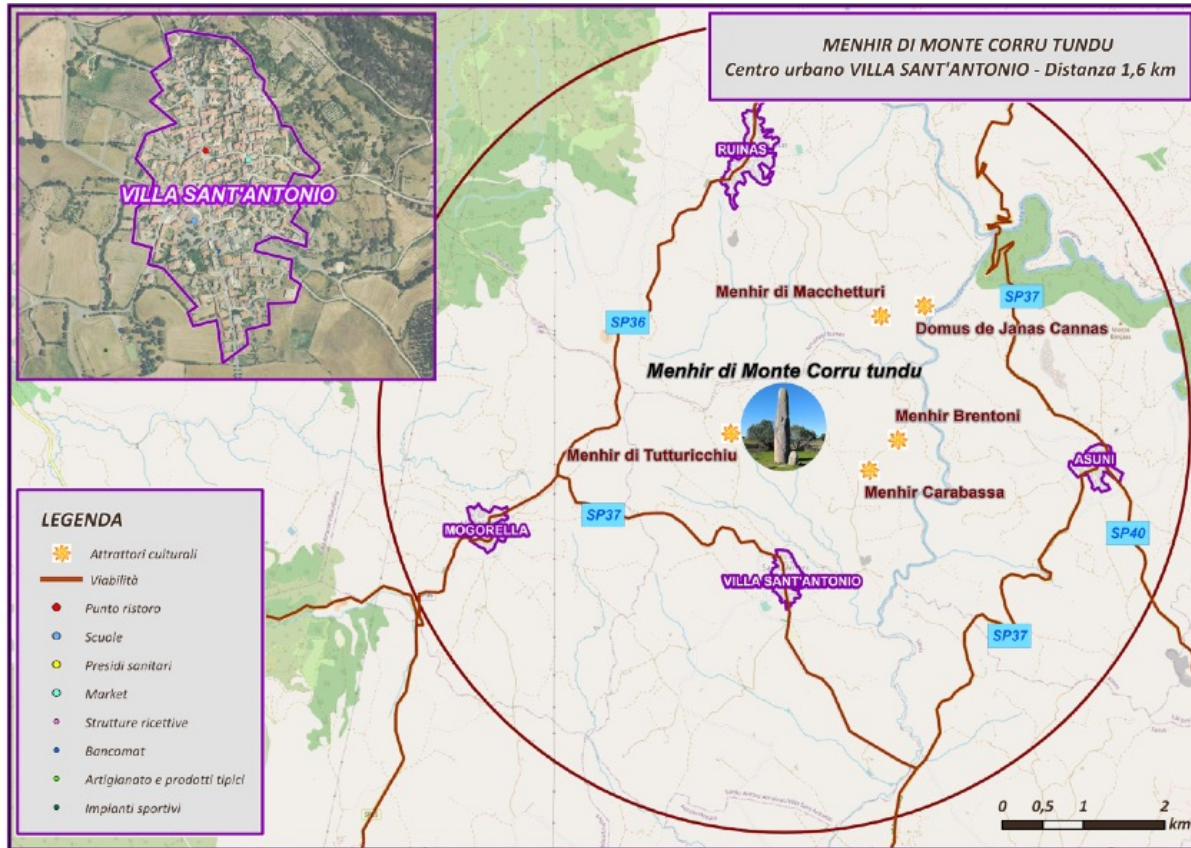 MENHIR DI MONTE CORRU TUNDU
Centro urbano VILLA SANT'ANTONIO - Distanza 1,6 km
VILLA SANT'ANTONIO
RUINAS
SP37
Menhir di Macchetturi
SP36
Domus de Janas Cannas
Menhir di Monte Corru tundu
Menhir Brentoni
Menhir di Tutturicchiu
ASUNI
Menhir Carabassa
SP37
MOGORELLA
SP40
VILLA SANT'ANTONIO
SP37
LEGENDA
Attrattori culturali
Viabilità
Punto ristoro
Scuole
Presidi sanitari
Market
Strutture ricettive
Bancomat
Artigianato e prodotti tipici
Impianti sportivi
0 0,5 1 2
km